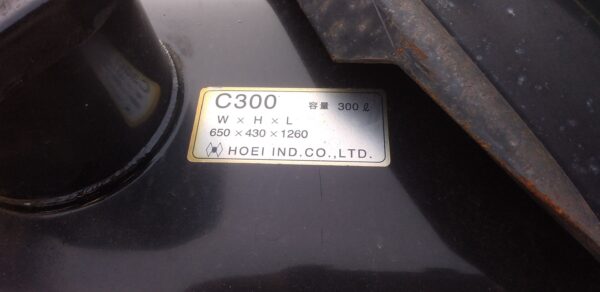 C300 容量 300ℓ
W × H × L
650 × 430 × 1260
HOEI IND.CO.,LTD.